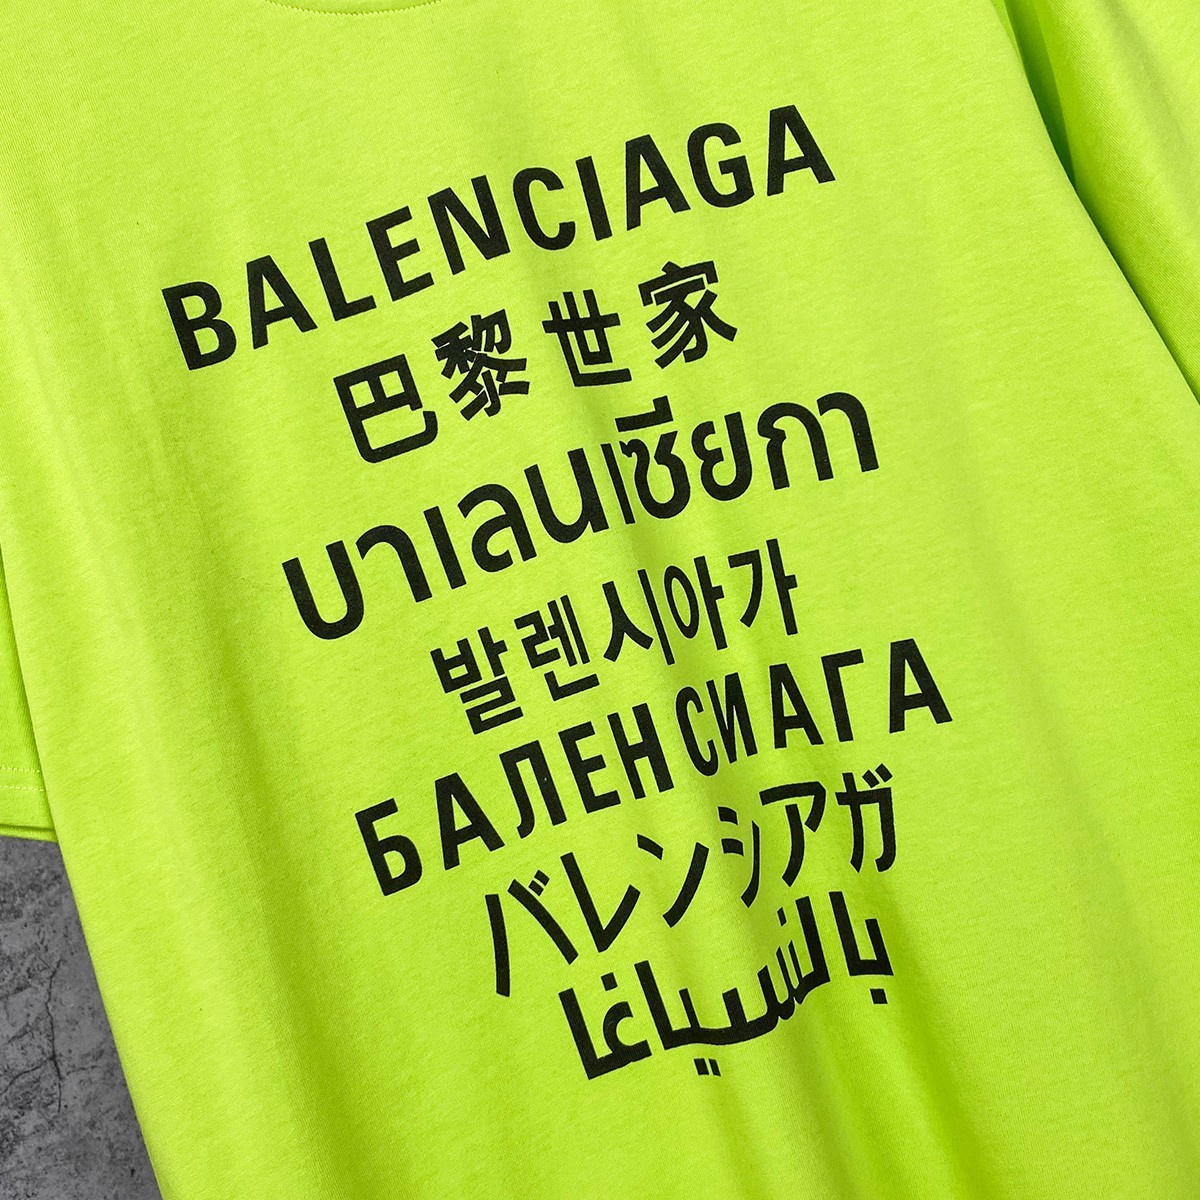 BALENCIAGA
巴黎世家
บาเลนเซียกา
발렌시아가
БАЛЕНСИАГА
バレンシアガ
بالنسياغا